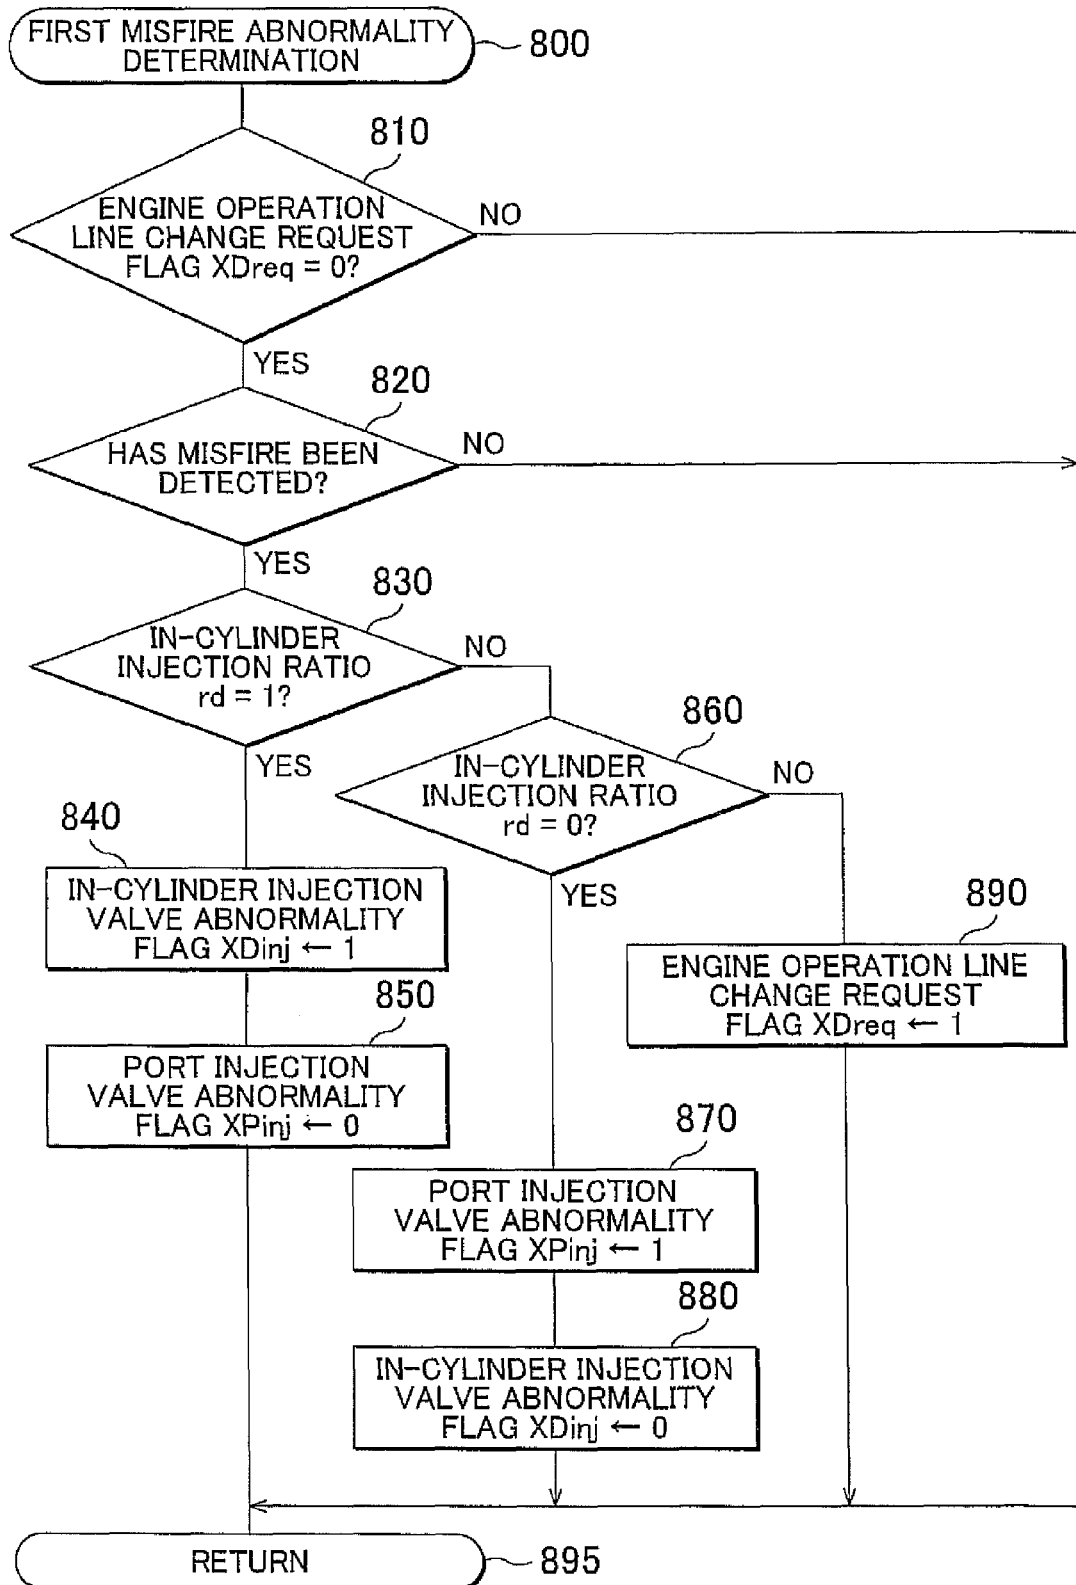 FIRST MISFIRE ABNORMALITY
DETERMINATION
800
810
ENGINE OPERATION
LINE CHANGE REQUEST
FLAG XDreq = 0?
NO
YES
820
HAS MISFIRE BEEN
DETECTED?
NO
YES
830
IN-CYLINDER
INJECTION RATIO
rd = 1?
NO
YES
860
IN-CYLINDER
INJECTION RATIO
rd = 0?
NO
YES
840
IN-CYLINDER INJECTION
VALVE ABNORMALITY
FLAG XDinj ← 1
890
ENGINE OPERATION LINE
CHANGE REQUEST
FLAG XDreq ← 1
850
PORT INJECTION
VALVE ABNORMALITY
FLAG XPinj ← 0
870
PORT INJECTION
VALVE ABNORMALITY
FLAG XPinj ← 1
880
IN-CYLINDER INJECTION
VALVE ABNORMALITY
FLAG XDinj ← 0
RETURN
895